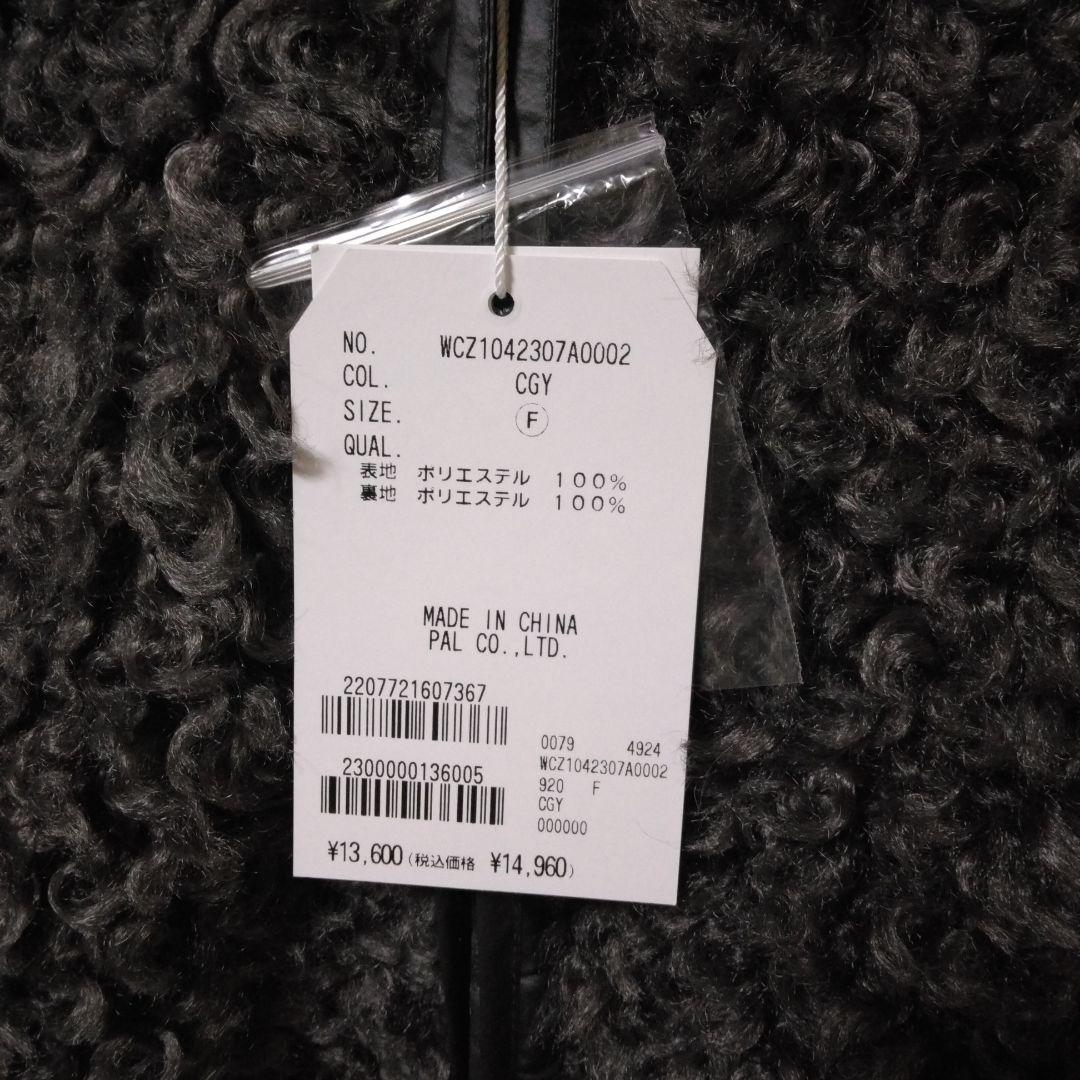 NO. WCZ1042307A0002
COL. CGY
SIZE. F
QUAL.
表地 ポリエステル 100%
裏地 ポリエステル 100%
MADE IN CHINA
PAL CO.,LTD.
2207721607367
2300000136005
0079 4924
WCZ1042307A0002
920 F
CGY
000000
¥13,600(税込価格 ¥14,960)